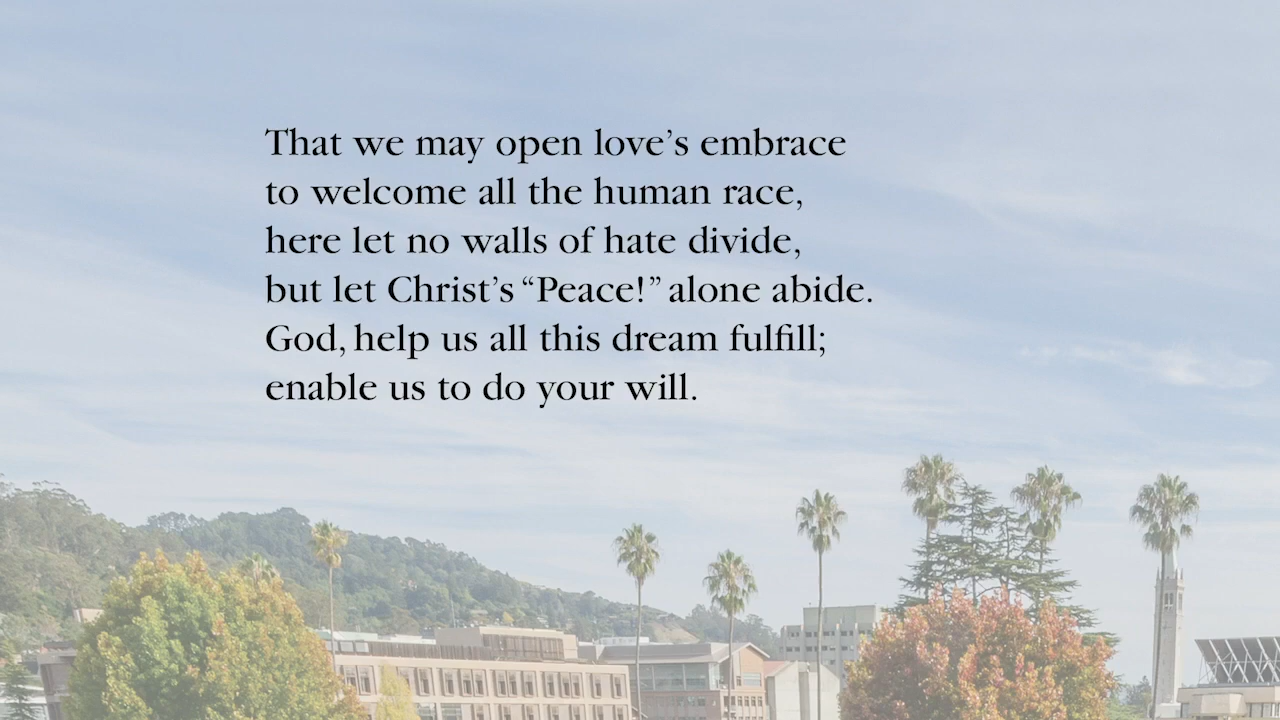 That we may open love’s embrace
to welcome all the human race,
here let no walls of hate divide,
but let Christ’s “Peace!” alone abide.
God, help us all this dream fulfill;
enable us to do your will.